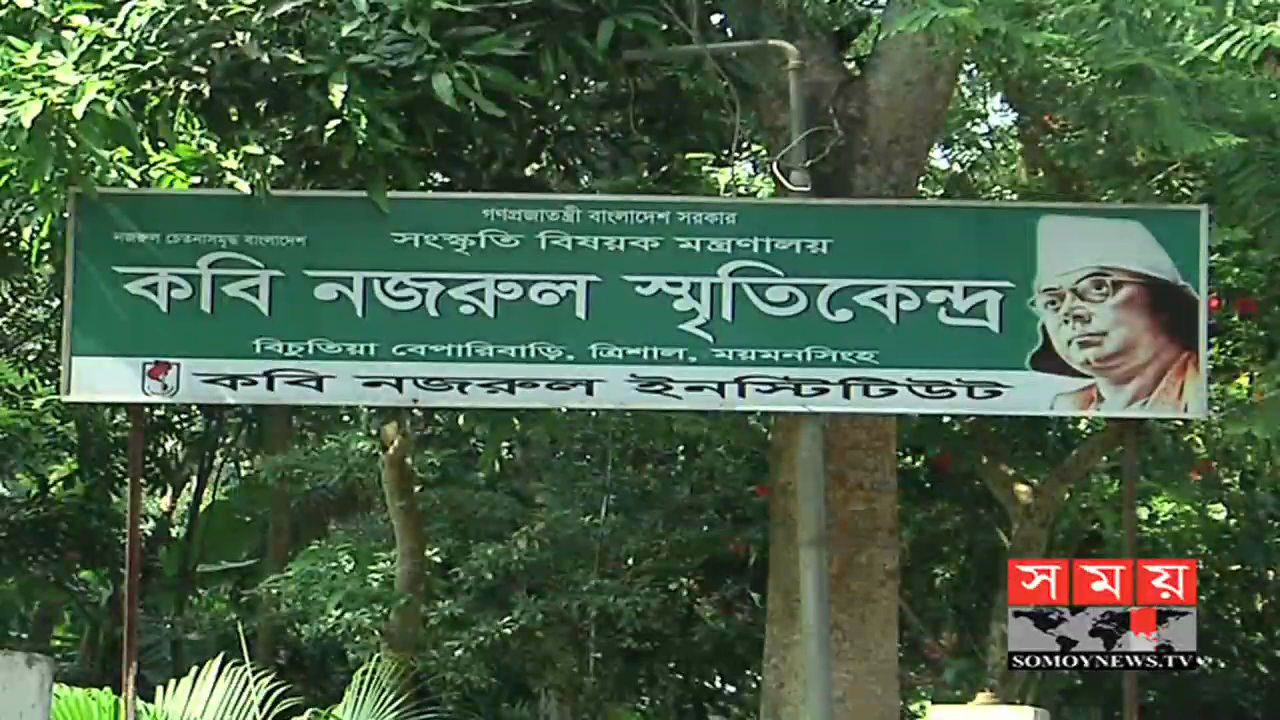 গণপ্রজাতন্ত্রী বাংলাদেশ সরকার
নজরুল চেতনাসমৃদ্ধ বাংলাদেশ
সংস্কৃতি বিষয়ক মন্ত্রণালয়
কবি নজরুল স্মৃতিকেন্দ্র
বিচুতিয়া বেপারিবাড়ি, ত্রিশাল, ময়মনসিংহ
কবি নজরুল ইনস্টিটিউট
সময়
SOMOYNEWS.TV